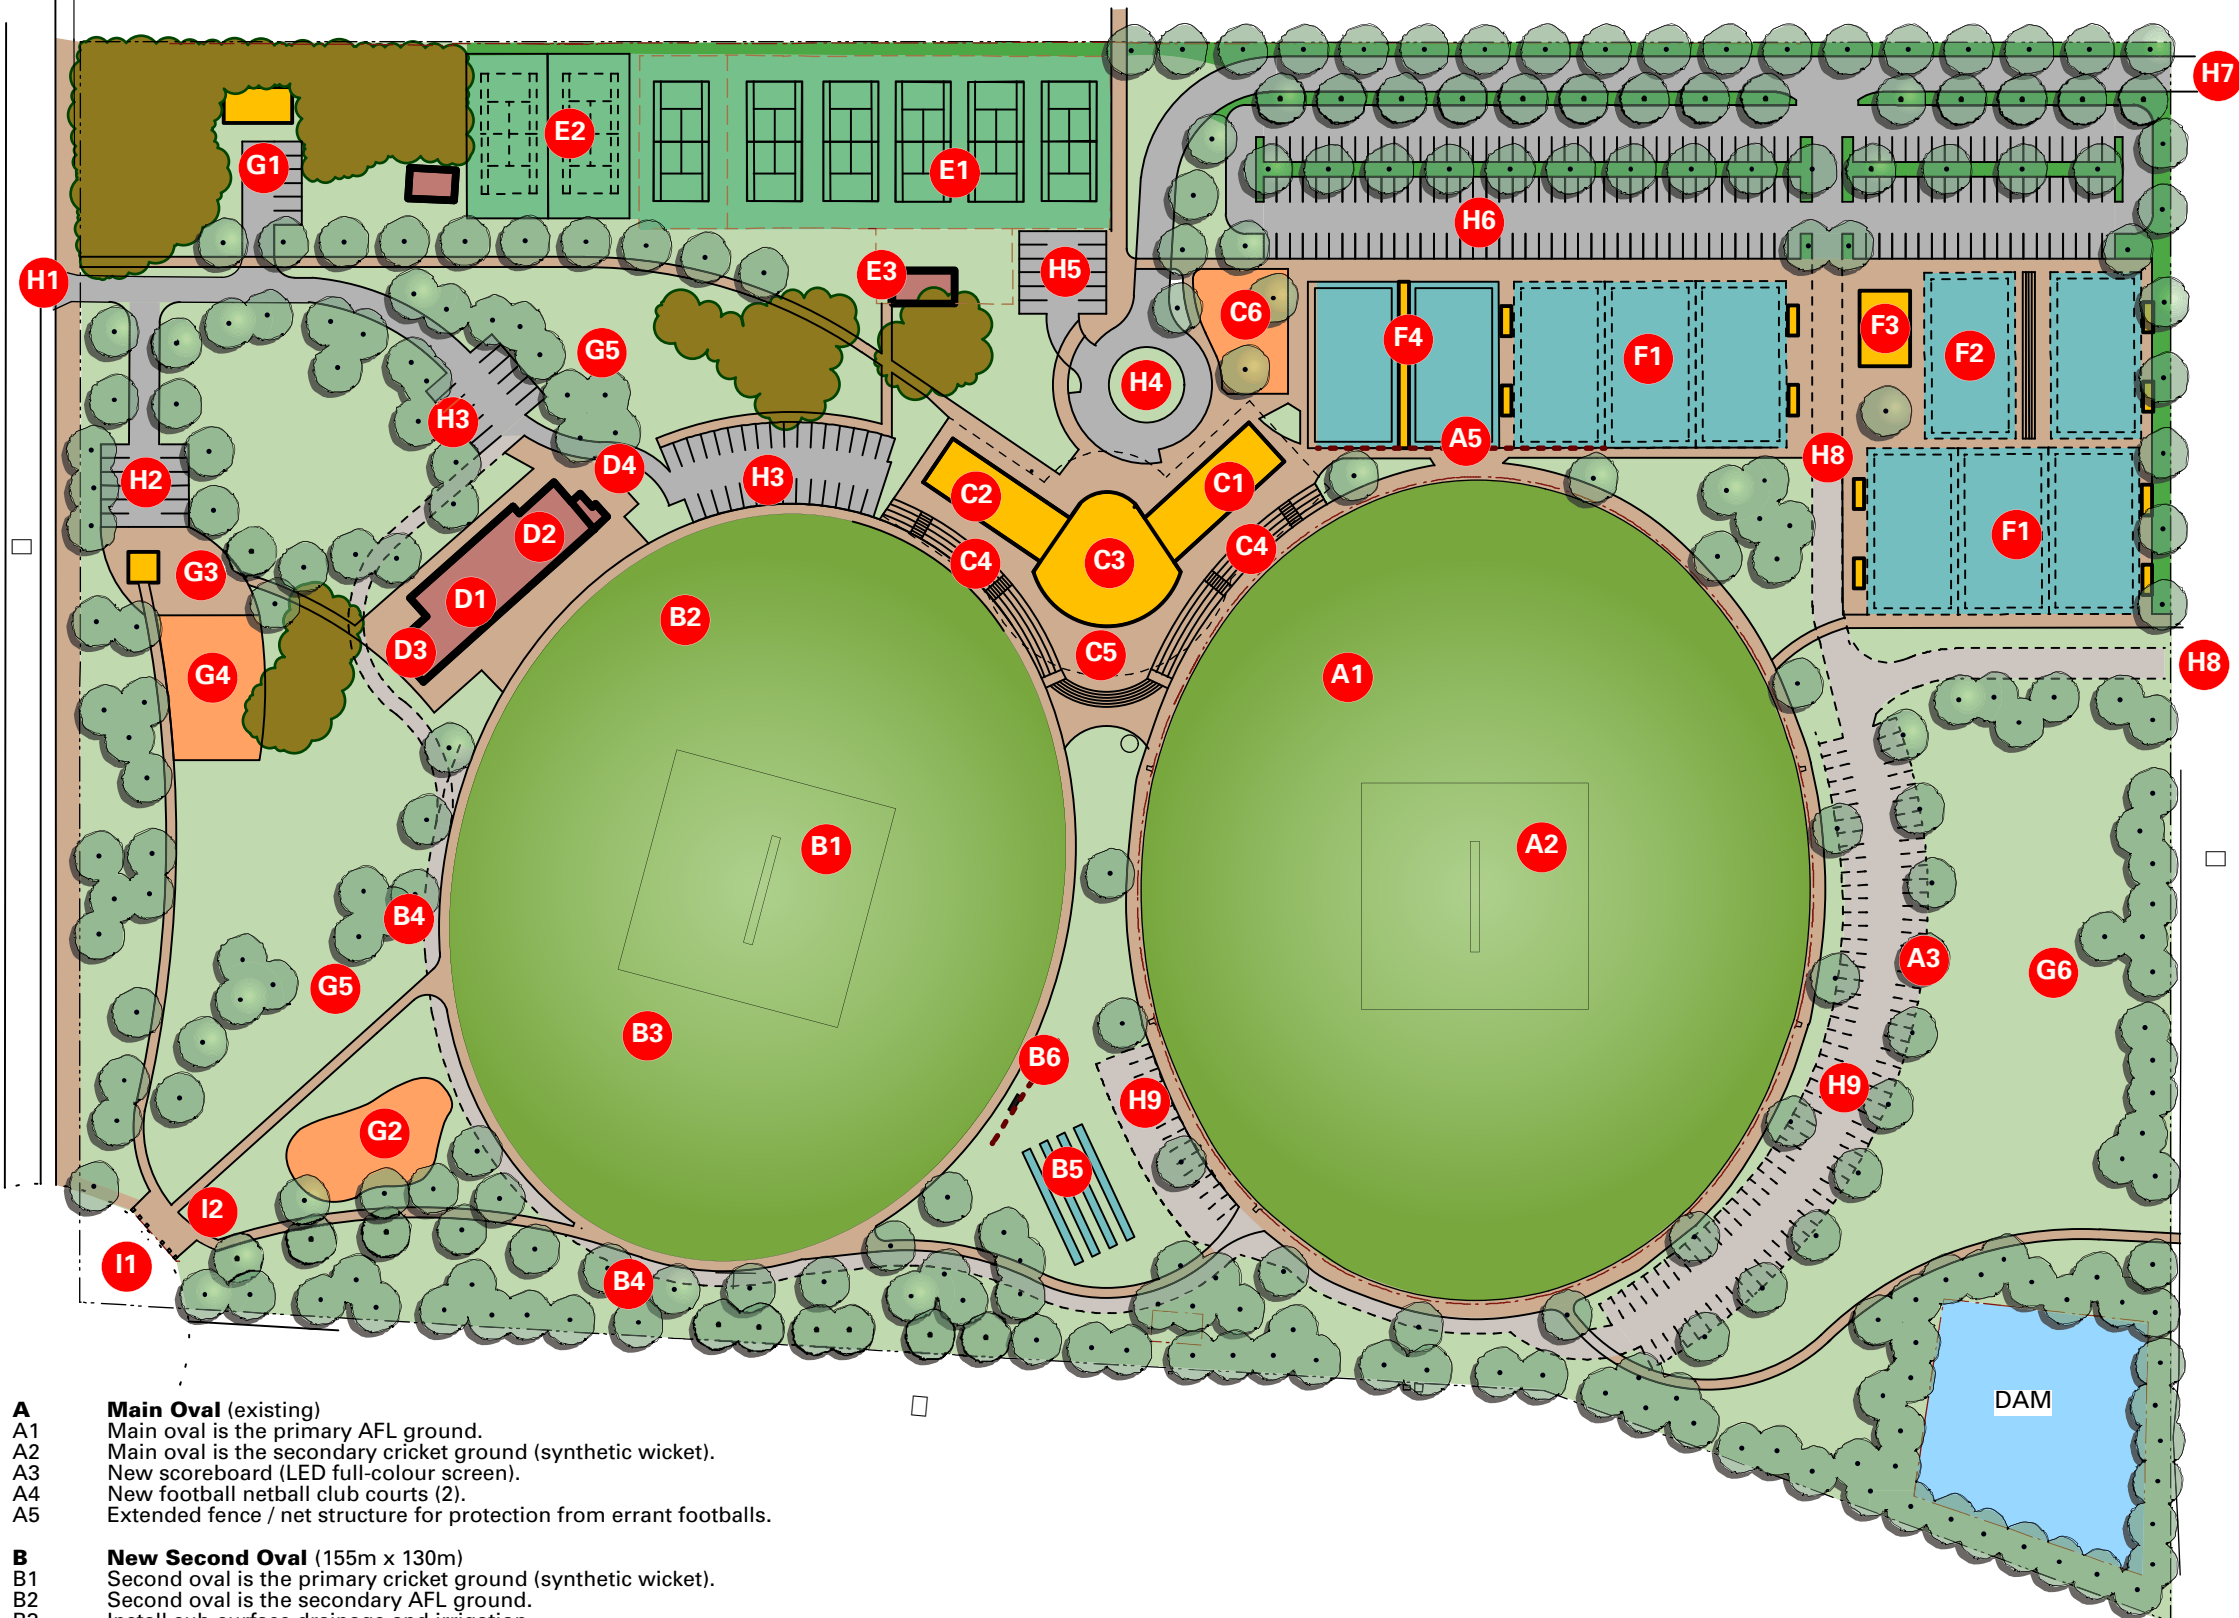 H7
E2
E1
G1
H6
H1
E3
H5
C6
F4
F3
F2
F1
G5
H4
H3
A5
H8
D4
H3
C2
C1
H2
D2
F1
C4
C3
C4
G3
D1
B2
D3
C5
H8
G4
A1
B1
A2
B4
A3
G6
G5
B3
B6
H9
H9
G2
B5
I2
I1
B4
DAM
A Main Oval (existing)
A1 Main oval is the primary AFL ground.
A2 Main oval is the secondary cricket ground (synthetic wicket).
A3 New scoreboard (LED full-colour screen).
A4 New football netball club courts (2).
A5 Extended fence / net structure for protection from errant footballs.
B New Second Oval (155m x 130m)
B1 Second oval is the primary cricket ground (synthetic wicket).
B2 Second oval is the secondary AFL ground.